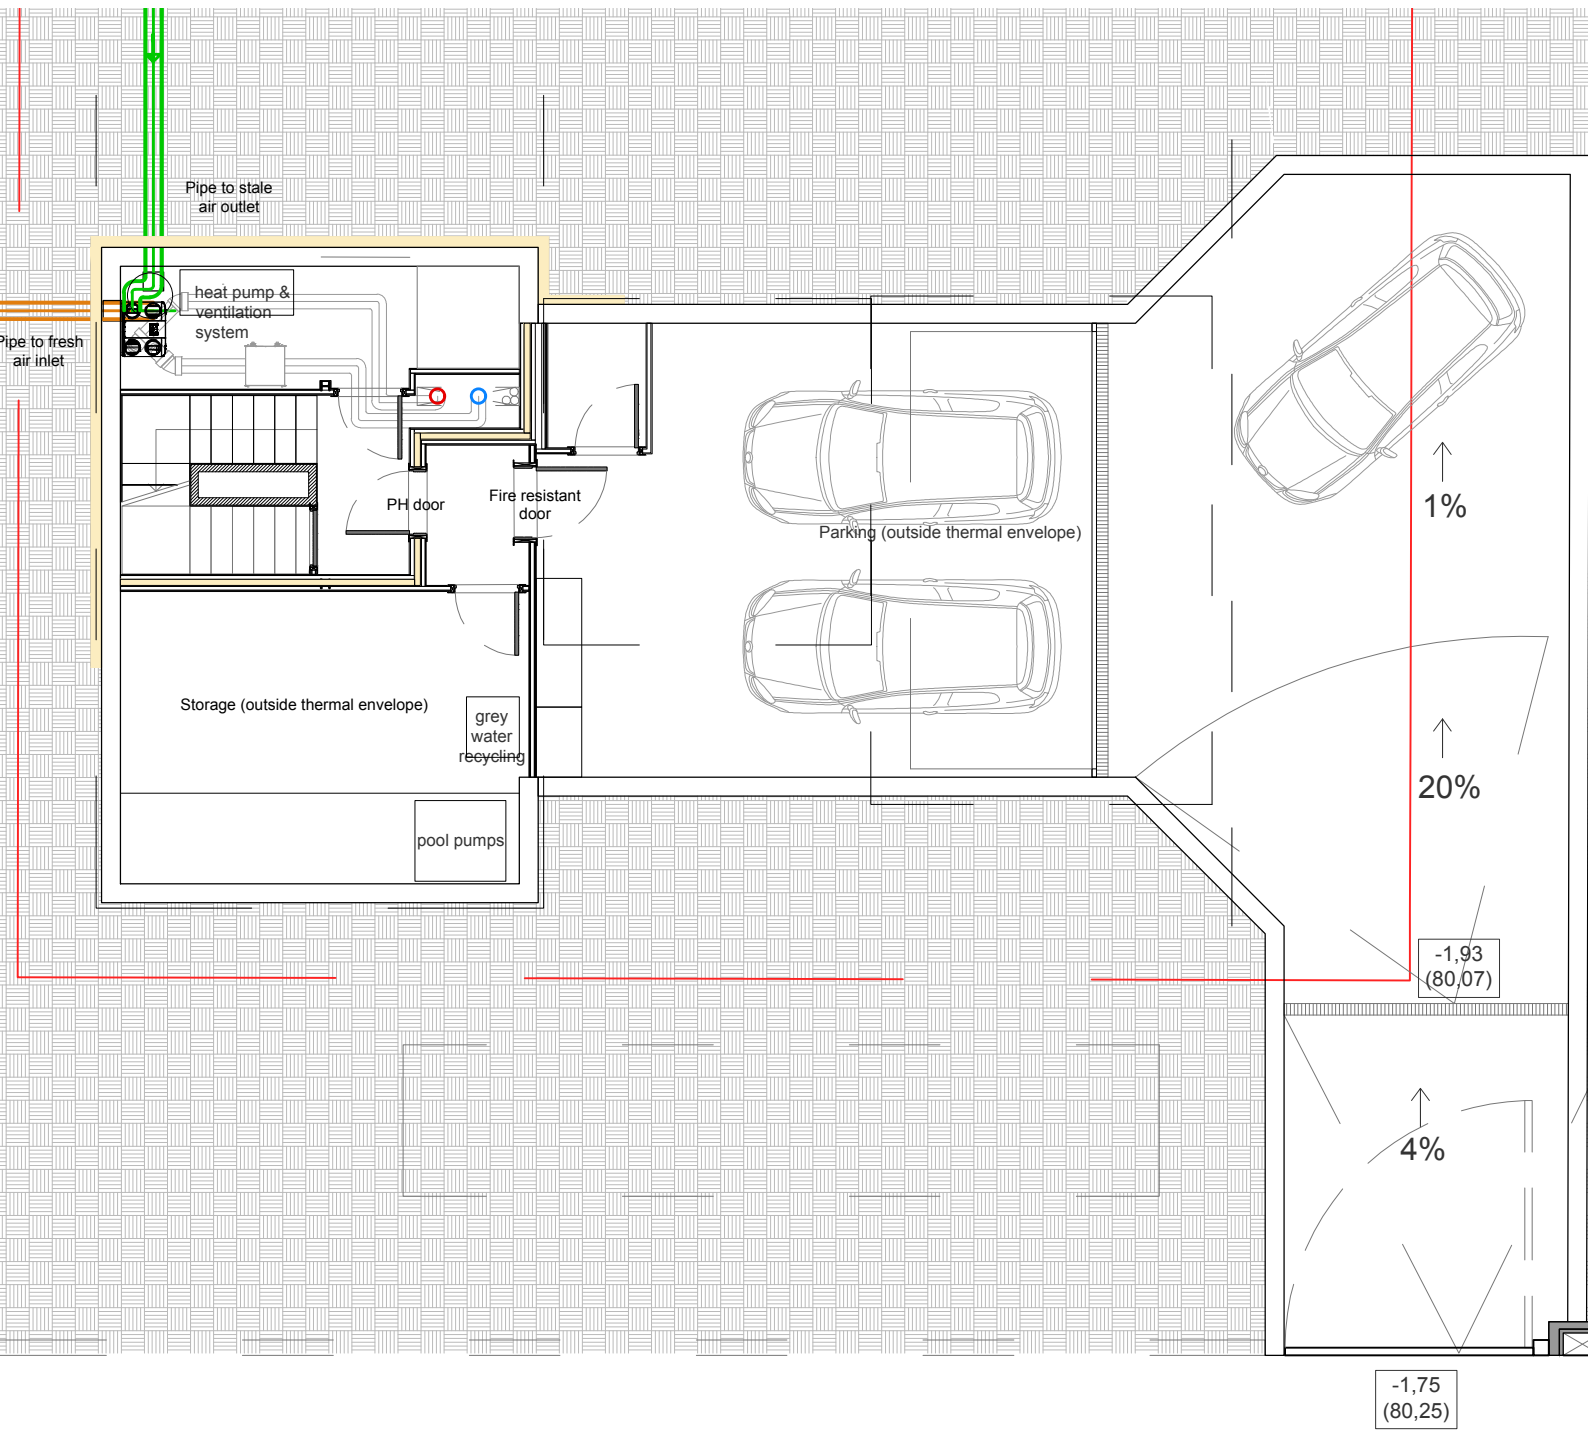 Pipe to stale
air outlet
heat pump &
ventilation
system
Pipe to fresh
air inlet
PH door
Fire resistant
door
Parking (outside thermal envelope)
1%
Storage (outside thermal envelope)
grey
water
recycling
20%
pool pumps
-1,93
(80,07)
4%
-1,75
(80,25)